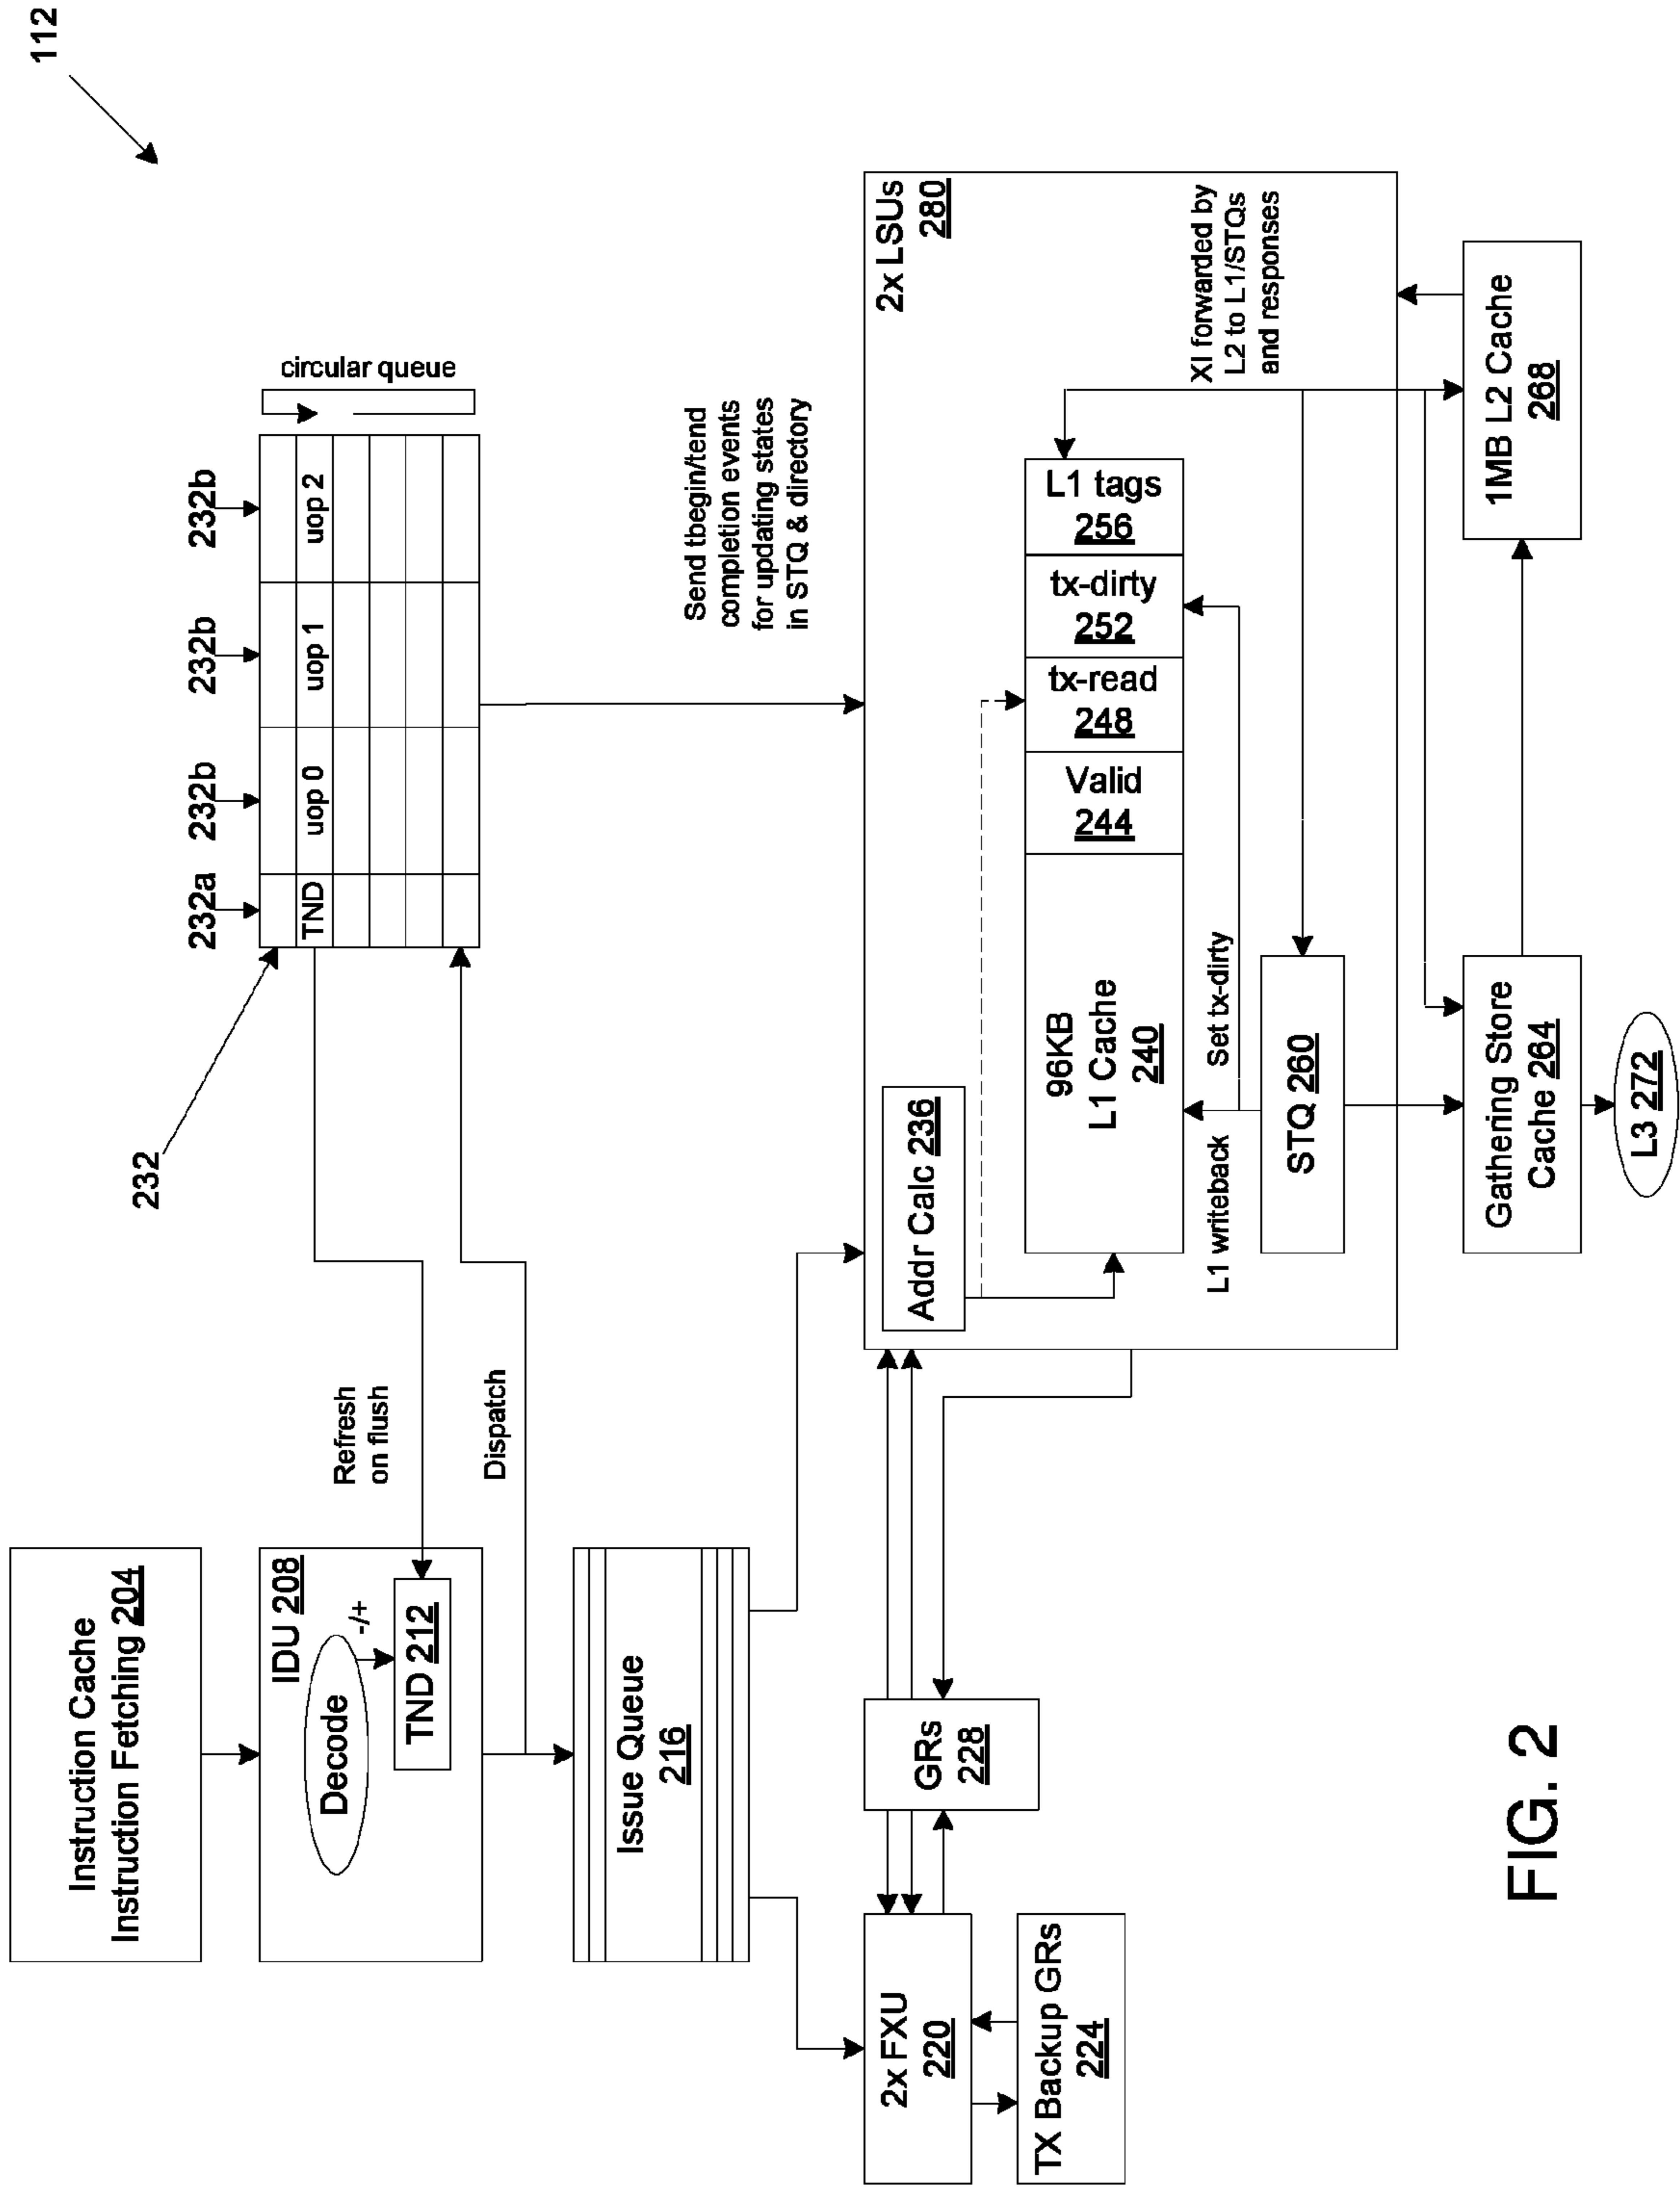 112
Instruction Cache
Instruction Fetching 204
IDU 208
Decode
-/+
TND 212
Refresh
on flush
Dispatch
232
232a
232b
232b
232b
TND
uop 0
uop 1
uop 2
circular queue
Issue Queue
216
Send tbegin/tend
completion events
for updating states
in STQ & directory
2x FXU
220
TX Backup GRs
224
GRs
228
2x LSUs
280
Addr Calc 236
96KB
L1 Cache
240
Valid
244
tx-read
248
tx-dirty
252
L1 tags
256
L1 writeback
Set tx-dirty
XI forwarded by
L2 to L1/STQs
and responses
STQ 260
Gathering Store
Cache 264
1MB L2 Cache
268
L3 272
FIG. 2